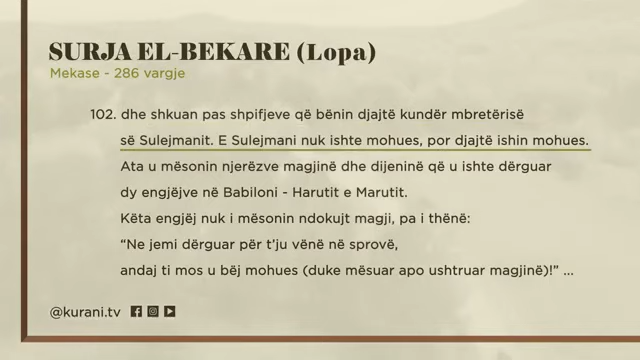 SURJA EL-BEKARE (Lopa)
Mekase - 286 vargje
102. dhe shkuan pas shpifjeve që bënin djajtë kundër mbretërisë
së Sulejmanit. E Sulejmani nuk ishte mohues, por djajtë ishin mohues.
Ata u mësonin njerëzve magjinë dhe dijeninë që u ishte dërguar
dy engjëjve në Babiloni - Harutit e Marutit.
Këta engjëj nuk i mësonin ndokujt magji, pa i thënë:
“Ne jemi dërguar për t’ju vënë në sprovë,
andaj ti mos u bëj mohues (duke mësuar apo ushtruar magjinë)!” ...
@kurani.tv